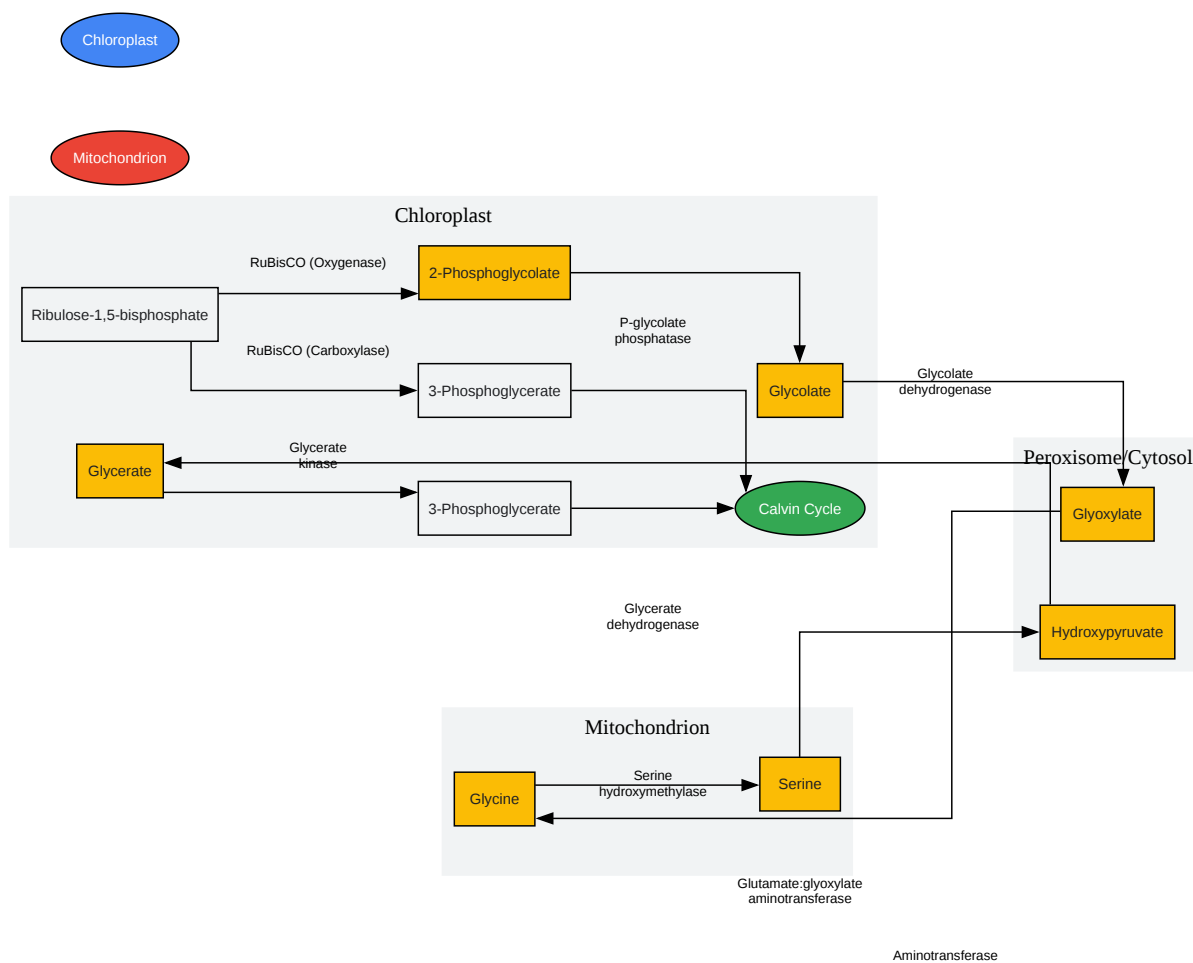 Chloroplast
Mitochondrion
Chloroplast
RuBisCO (Oxygenase)
2-Phosphoglycolate
Ribulose-1,5-bisphosphate
P-glycolate
phosphatase
RuBisCO (Carboxylase)
3-Phosphoglycerate
Glycolate
Glycolate
dehydrogenase
Glycerate
Glycerate
kinase
3-Phosphoglycerate
Calvin Cycle
Peroxisome/Cytosol
Glyoxylate
Hydroxypyruvate
Glycerate
dehydrogenase
Mitochondrion
Glycine
Serine
hydroxymethylase
Serine
Glutamate:glyoxylate
aminotransferase
Aminotransferase